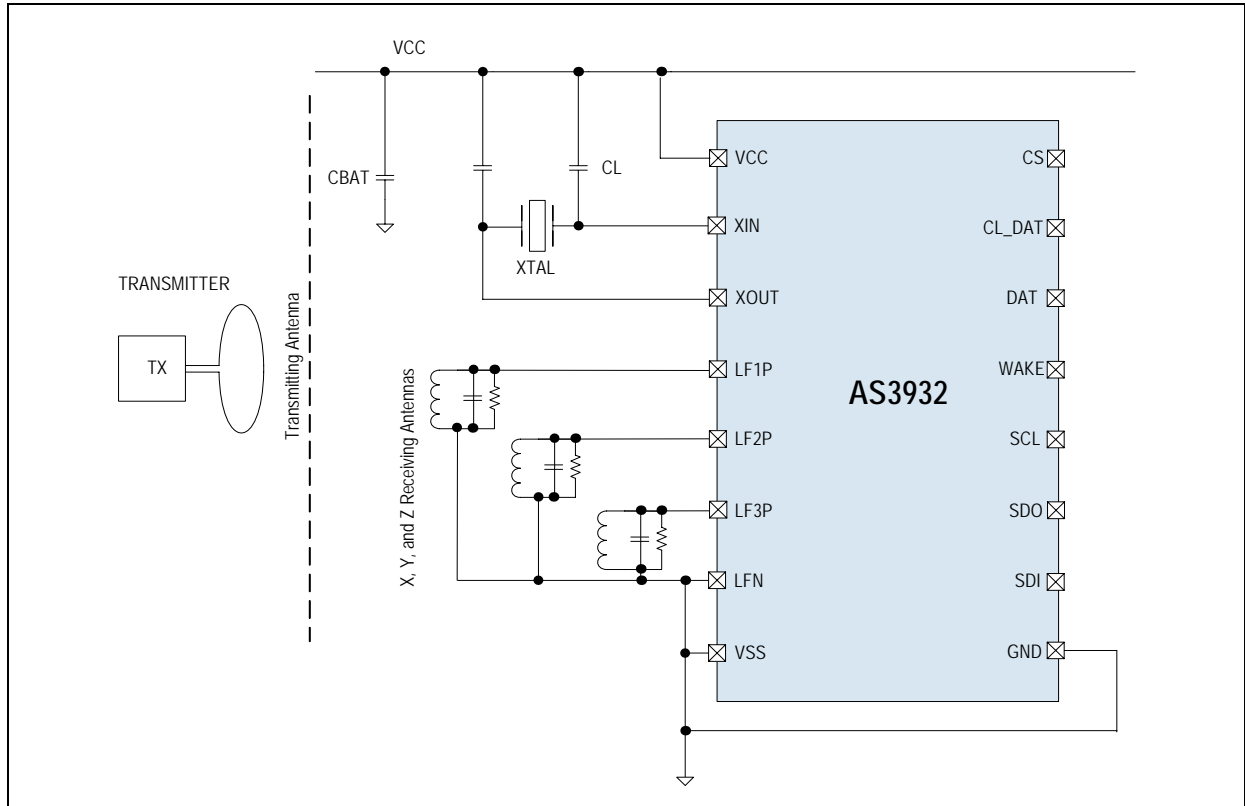 VCC
CBAT
CL
XTAL
TRANSMITTER
TX
Transmitting Antenna
X, Y, and Z Receiving Antennas
AS3932
VCC
XIN
XOUT
LF1P
LF2P
LF3P
LFN
VSS
CS
CL_DAT
DAT
WAKE
SCL
SDO
SDI
GND